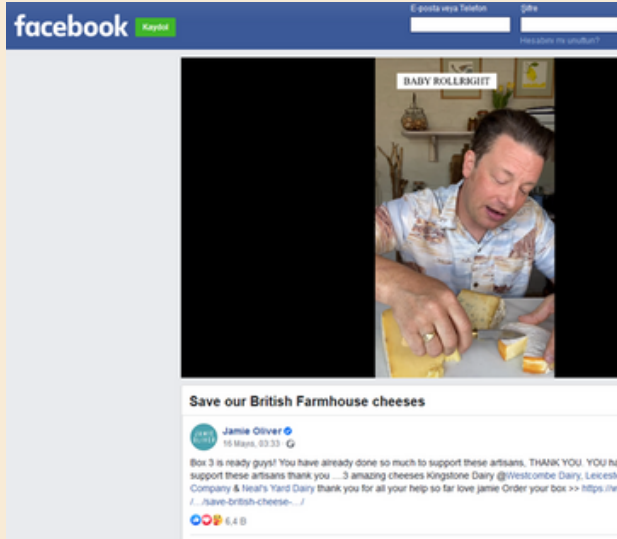 facebook
Kaydol
E-posta veya Telefon
Şifre
Hesabını mı unuttun?
BABY ROLLRIGHT
Save our British Farmhouse cheeses
JAMIE
OLIVER
Jamie Oliver
16 Mayıs, 03:33 ·
Box 3 is ready guys! You have already done so much to support these artisans, THANK YOU. YOU ha
support these artisans thank you ....3 amazing cheeses Kingstone Dairy @Westcombe Dairy, Leicest
Company & Neal's Yard Dairy thank you for all your help so far love jamie Order your box >> https://w
/.../save-british-cheese-.../
6,4 B